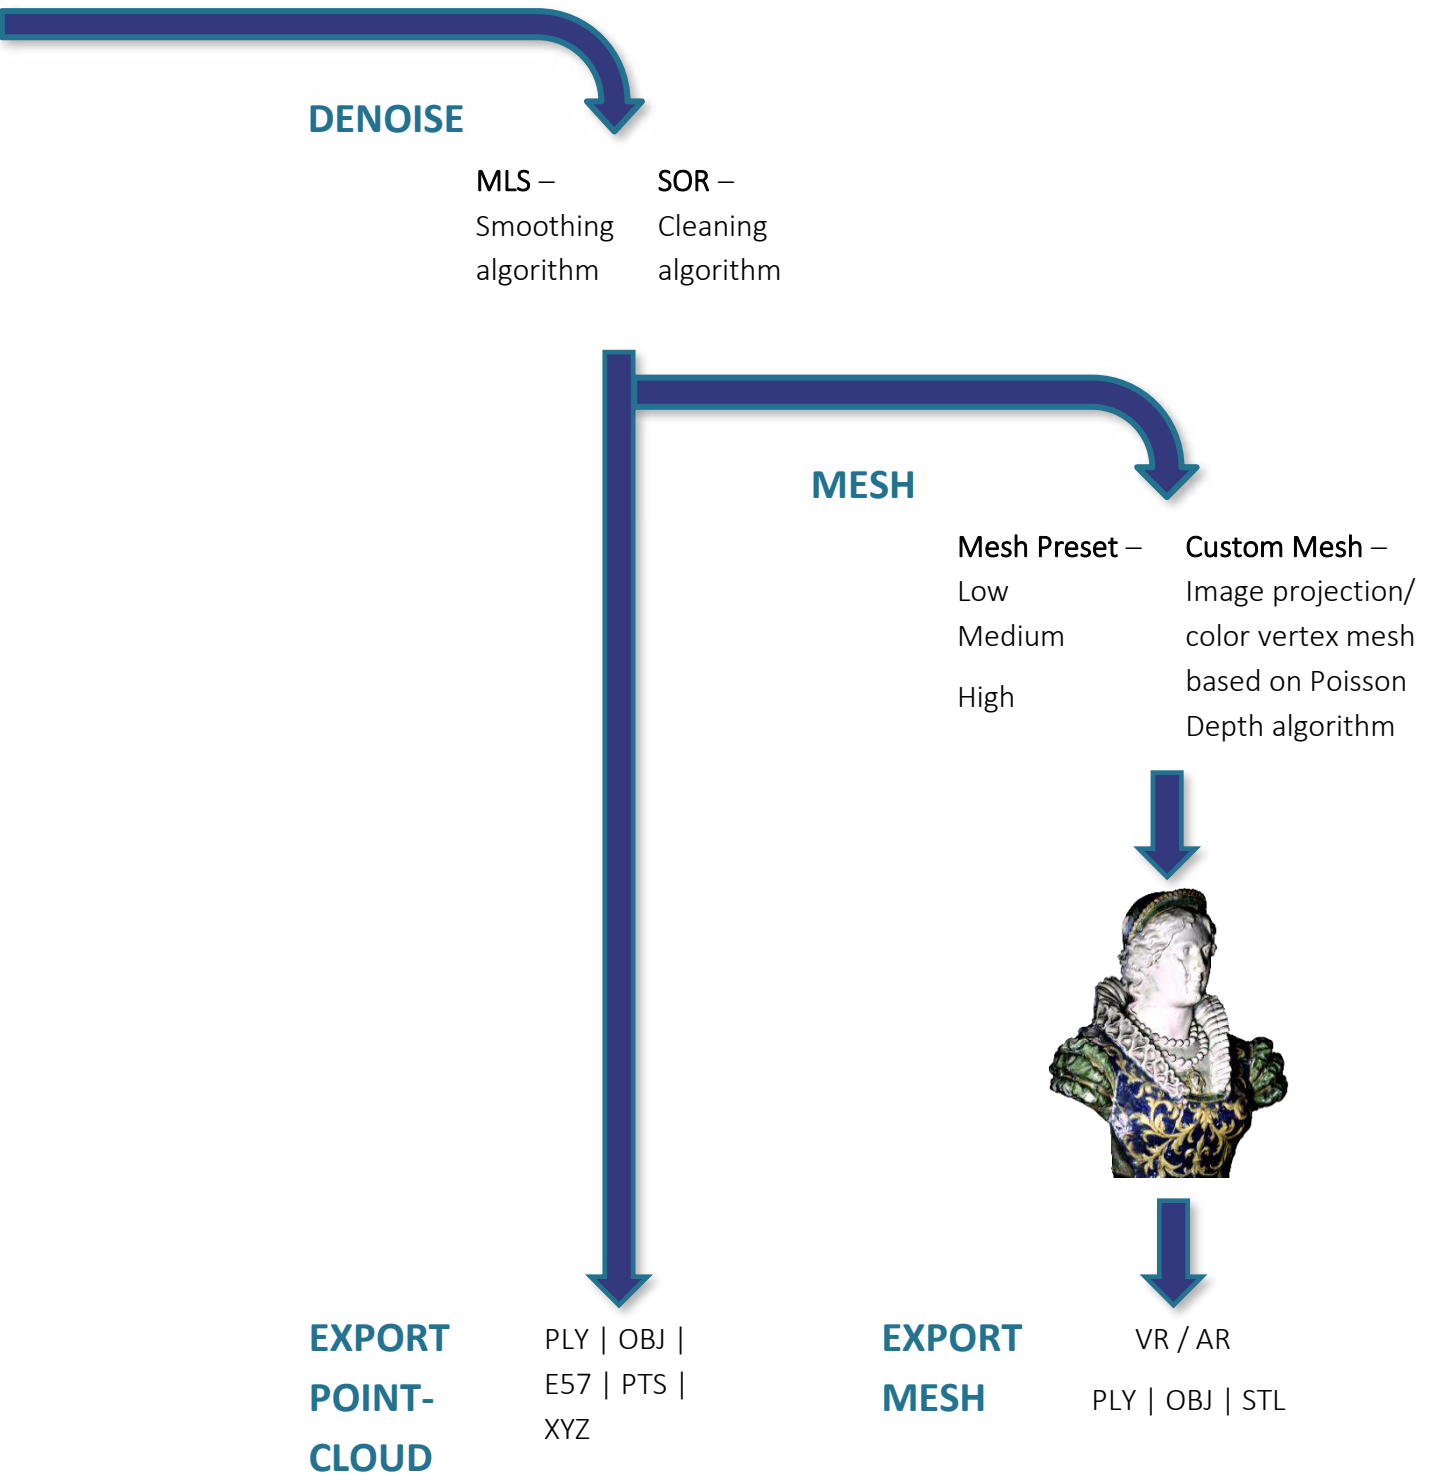 DENOISE
MLS –
Smoothing
algorithm
SOR –
Cleaning
algorithm
MESH
Mesh Preset –
Low
Medium
High
Custom Mesh –
Image projection/
color vertex mesh
based on Poisson
Depth algorithm
EXPORT
POINT-
CLOUD
PLY | OBJ |
E57 | PTS |
XYZ
EXPORT
MESH
VR / AR
PLY | OBJ | STL